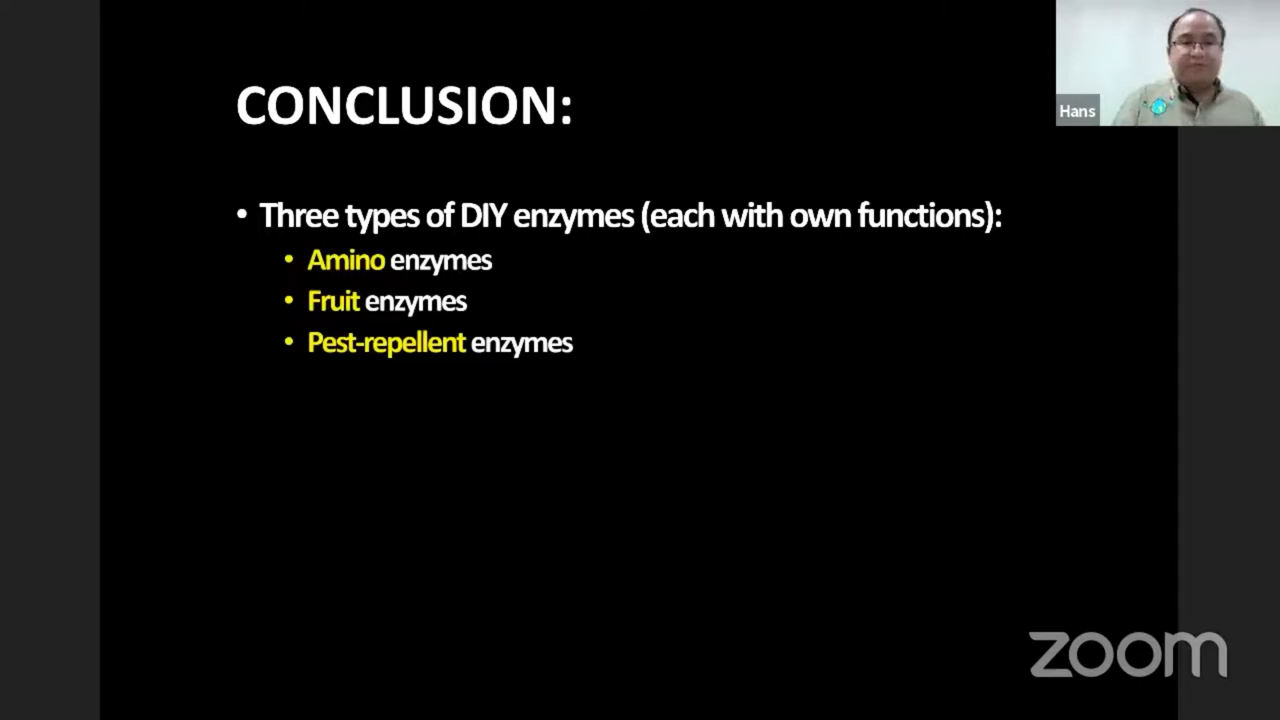 CONCLUSION:
Hans
• Three types of DIY enzymes (each with own functions):
• Amino enzymes
• Fruit enzymes
• Pest-repellent enzymes
zoom